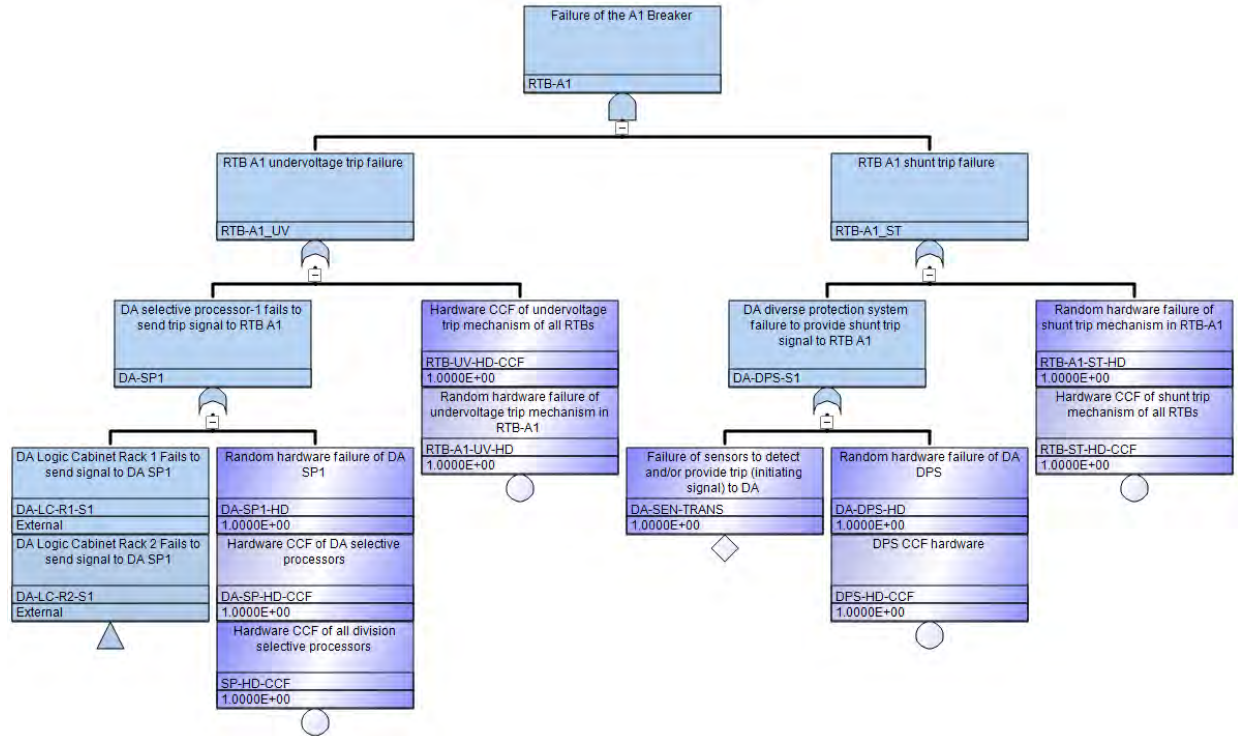 Failure of the A1 Breaker
RTB-A1
RTB A1 undervoltage trip failure
RTB-A1_UV
RTB A1 shunt trip failure
RTB-A1_ST
DA selective processor-1 fails to
send trip signal to RTB A1
DA-SP1
Hardware CCF of undervoltage
trip mechanism of all RTBs
RTB-UV-HD-CCF
1.0000E+00
Random hardware failure of
undervoltage trip mechanism in
RTB-A1
RTB-A1-UV-HD
1.0000E+00
DA diverse protection system
failure to provide shunt trip
signal to RTB A1
DA-DPS-S1
Random hardware failure of
shunt trip mechanism in RTB-A1
RTB-A1-ST-HD
1.0000E+00
Hardware CCF of shunt trip
mechanism of all RTBs
RTB-ST-HD-CCF
1.0000E+00
DA Logic Cabinet Rack 1 Fails to
send signal to DA SP1
DA-LC-R1-S1
External
DA Logic Cabinet Rack 2 Fails to
send signal to DA SP1
DA-LC-R2-S1
External
Random hardware failure of DA
SP1
DA-SP1-HD
1.0000E+00
Hardware CCF of DA selective
processors
DA-SP-HD-CCF
1.0000E+00
Hardware CCF of all division
selective processors
SP-HD-CCF
1.0000E+00
Failure of sensors to detect
and/or provide trip (initiating
signal) to DA
DA-SEN-TRANS
1.0000E+00
Random hardware failure of DA
DPS
DA-DPS-HD
1.0000E+00
DPS CCF hardware
DPS-HD-CCF
1.0000E+00